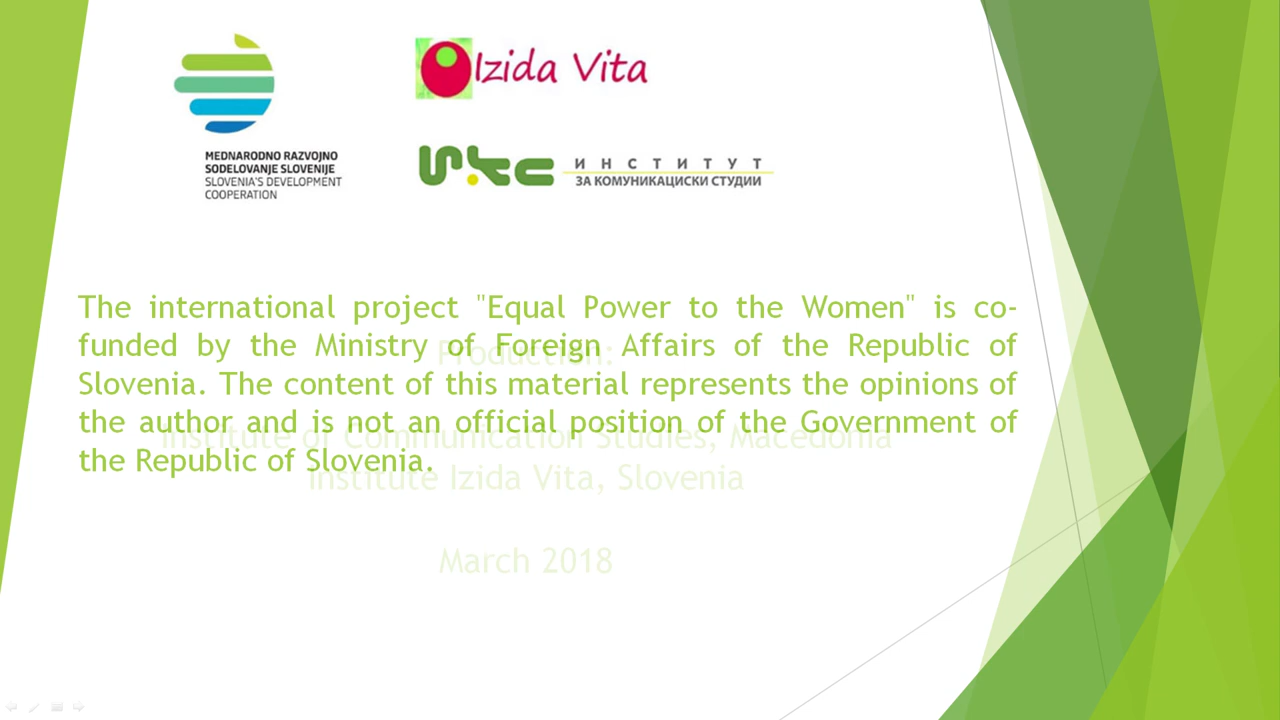 Izida Vita
MEDNARODNO RAZVOJNO
SODELOVANJE SLOVENIJE
SLOVENIA'S DEVELOPMENT
COOPERATION
ИНСТИТУТ
ЗА КОМУНИКАЦИСКИ СТУДИИ
The international project "Equal Power to the Women" is co-
funded by the Ministry of Foreign Affairs of the Republic of
Slovenia. The content of this material represents the opinions of
the author and is not an official position of the Government of
the Republic of Slovenia.
Production:
Institute of Communication Studies, Macedonia
Institute Izida Vita, Slovenia
March 2018